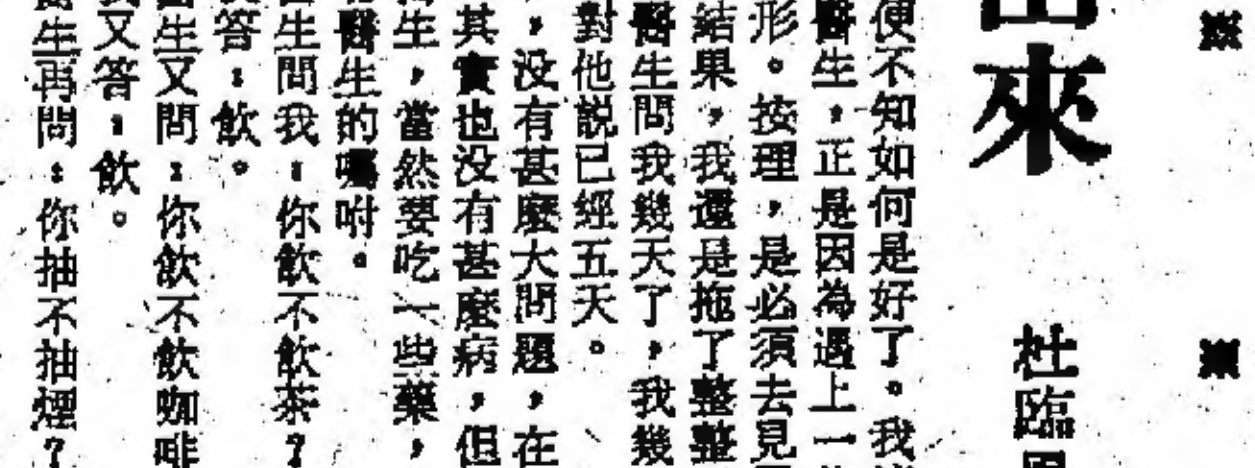 來
杜臨
便不知如何是好了。我
醫生，正是因為遇上一
形。按理，是必須去見
結果，我還是拖了整整
醫生問我幾天了，我幾
對他説已經五天。
，没有甚麼大問題，在
其實也没有甚麼病，但
生，當然要吃一些藥，
醫生的囑咐。
生問我：你飲不飲茶？
答：飲。
生又問：你飲不飲咖啡
又答：飲。
生再問：你抽不抽煙？